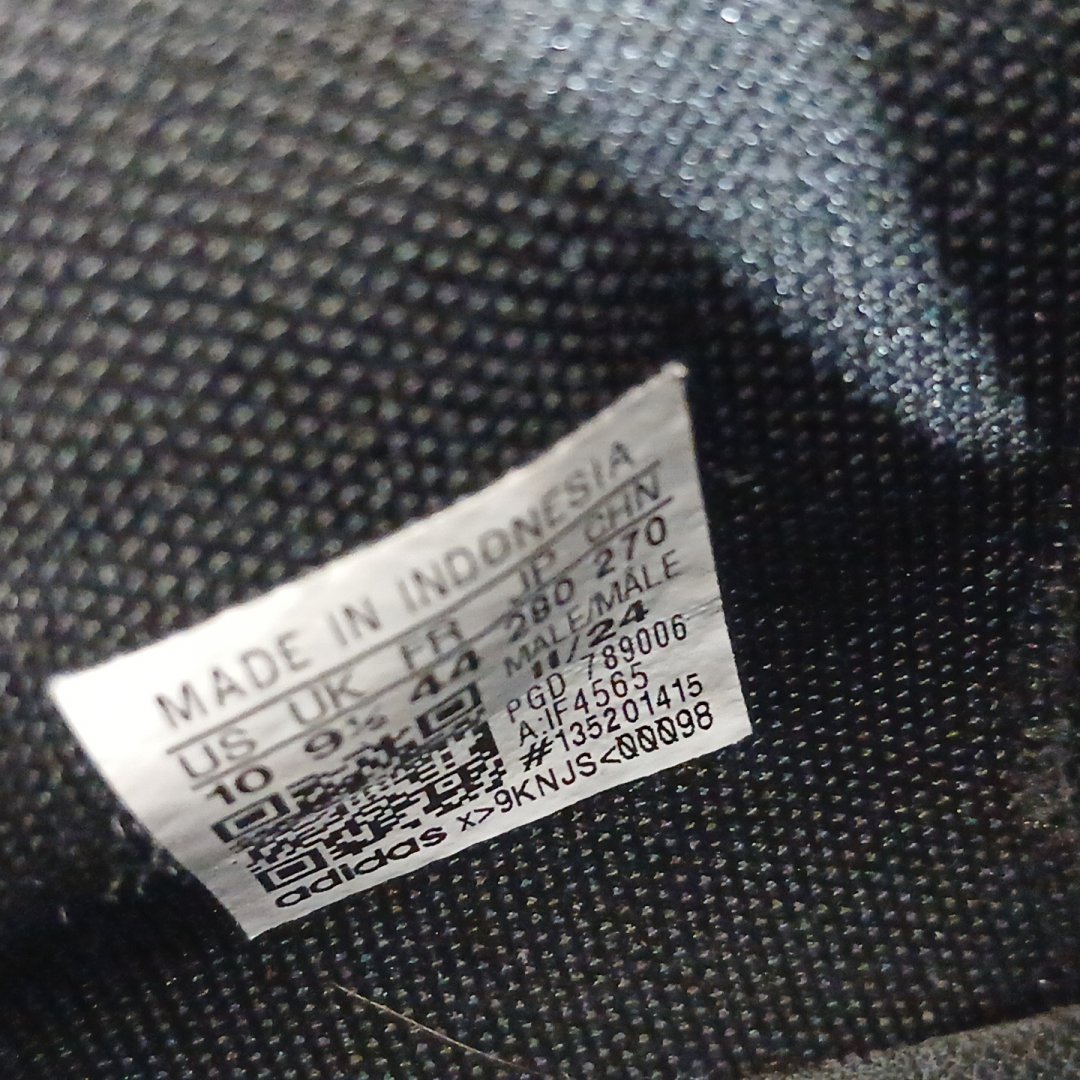 MADE IN INDONESIA
US UK FR JP CHN
10 9½ 44 280 270
MALE/MALE
11/24
PGD 789006
A:IF4565
#135201415
adidas x>9KNJS<00098